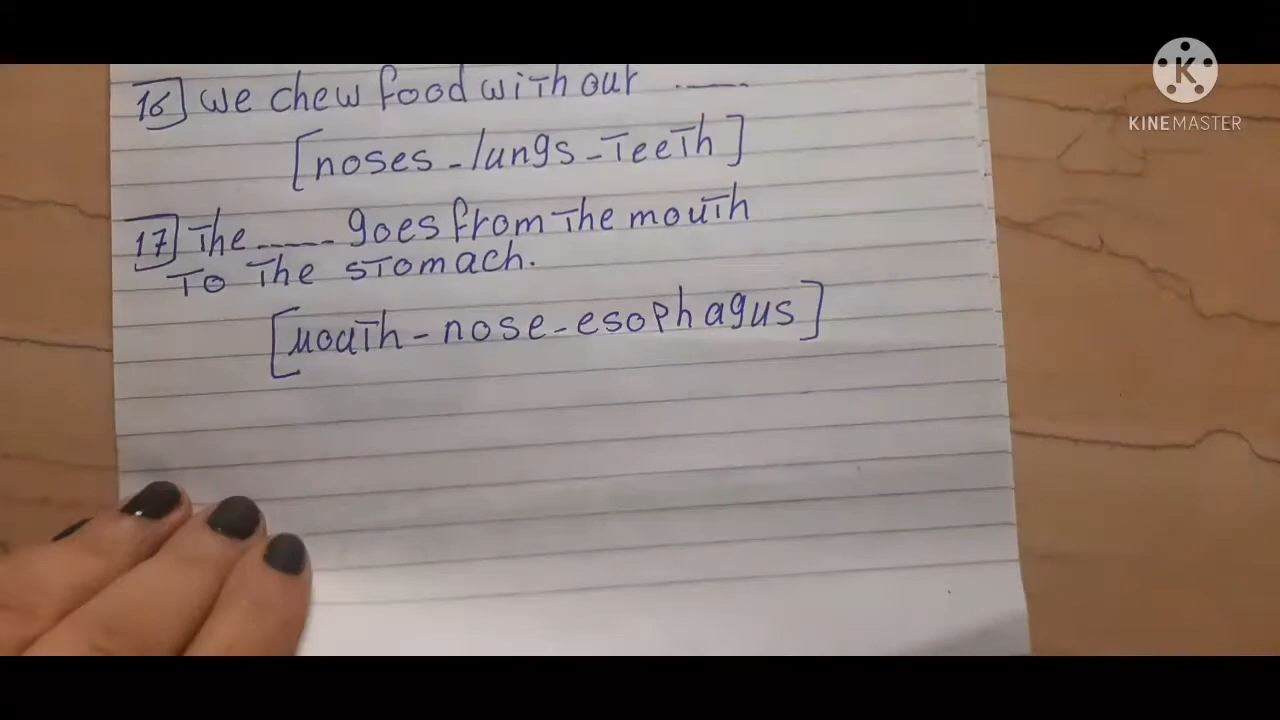 16] we chew food with our .......
[noses - lungs - Teeth]
17] The ...... goes from The mouth
To The stomach.
[Mouth - nose - esophagus]
K
KINEMASTER